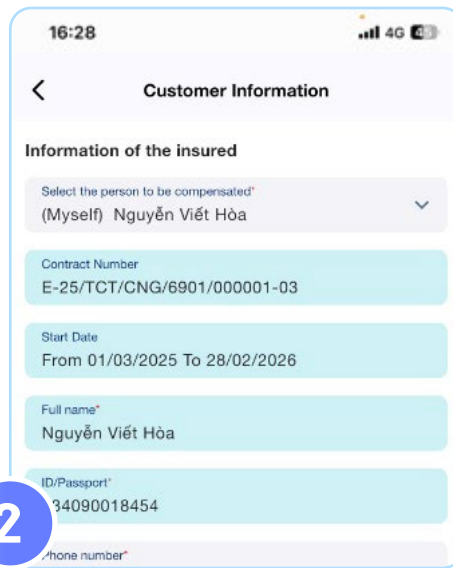 16:28
4G
Customer Information
Information of the insured
Select the person to be compensated*
(Myself) Nguyễn Viết Hòa
Contract Number
E-25/TCT/CNG/6901/000001-03
Start Date
From 01/03/2025 To 28/02/2026
Full name*
Nguyễn Viết Hòa
ID/Passport*
34090018454
2
Phone number*